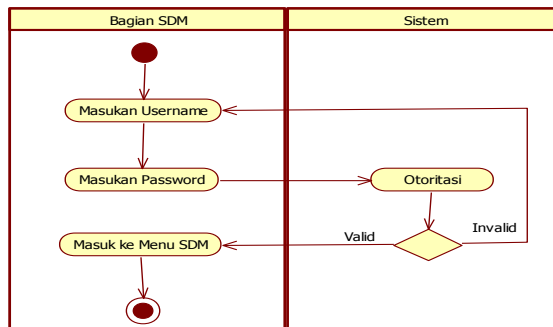 Bagian SDM
Sistem
Masukan Username
Masukan Password
Otoritasi
Masuk ke Menu SDM
Valid
Invalid